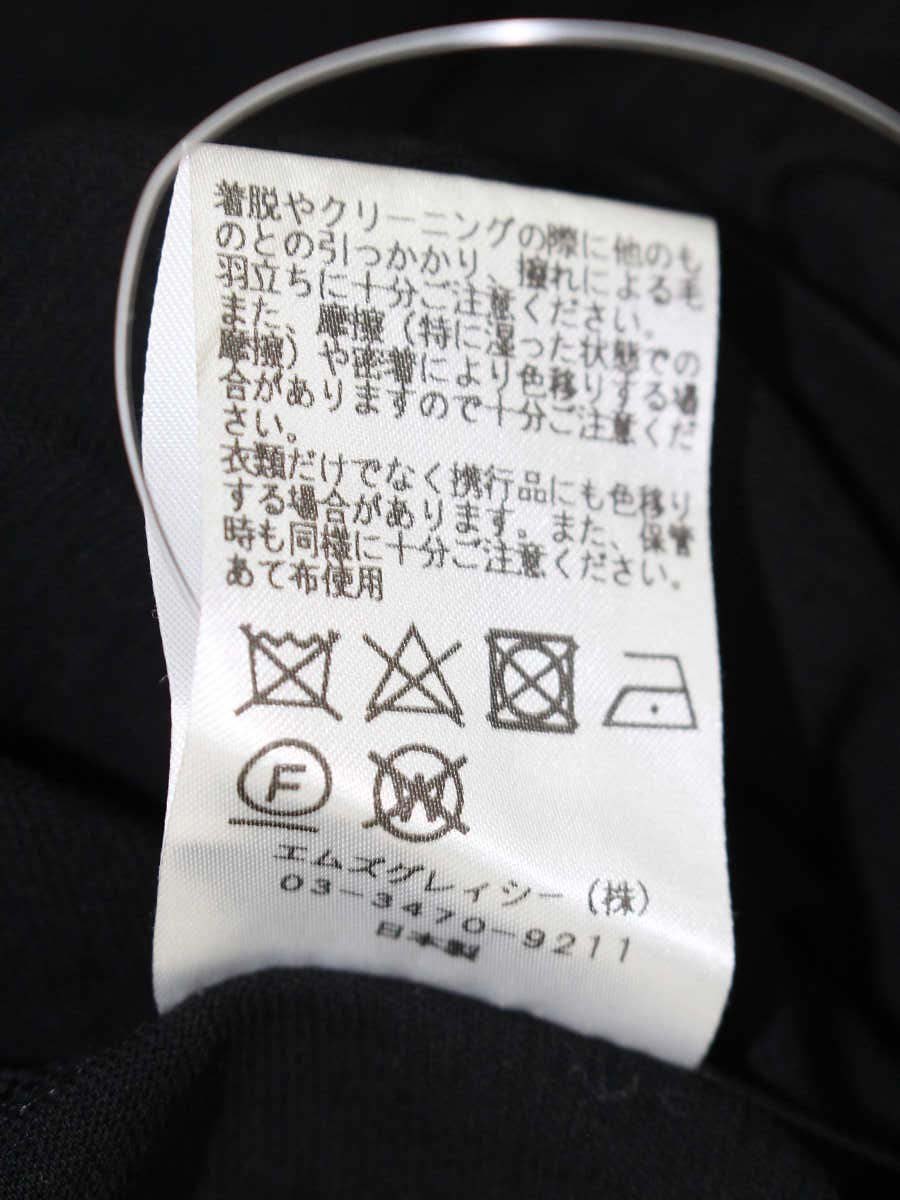 着脱やクリーニングの際に他のも
のとの引っかかり、擦れによる毛
羽立ちに十分ご注意ください。
また、摩擦（特に湿った状態での
摩擦）や密着により色移りする場
合がありますので十分ご注意くだ
さい。
衣類だけでなく携行品にも色移り
する場合があります。また、保管
時も同様に十分ご注意ください。
あて布使用
F W
エムズグレイシー（株）
03-3470-9211
日本製